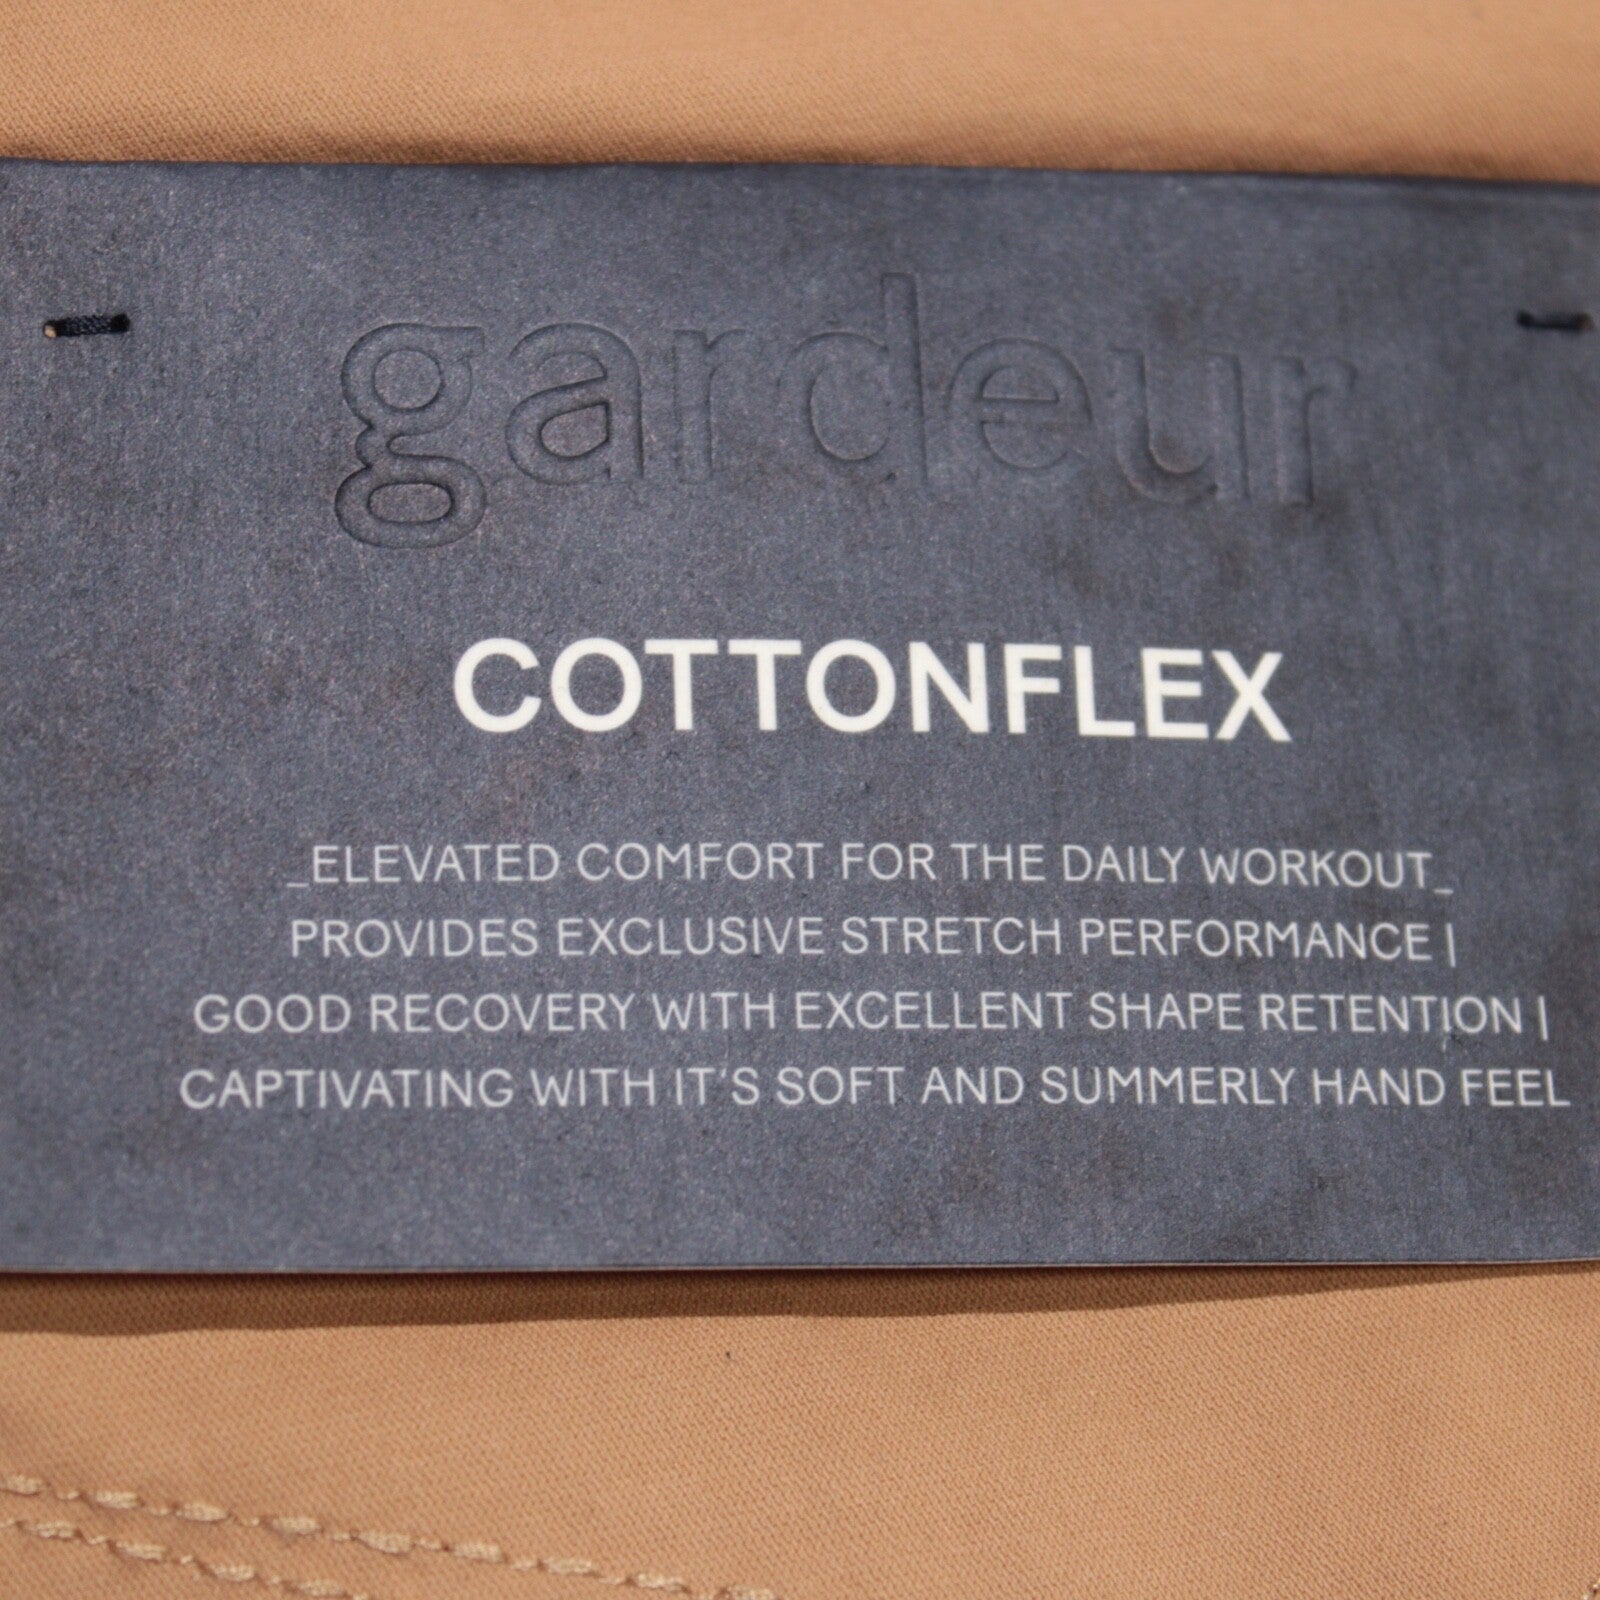 gardeur
COTTONFLEX
_ELEVATED COMFORT FOR THE DAILY WORKOUT_
PROVIDES EXCLUSIVE STRETCH PERFORMANCE |
GOOD RECOVERY WITH EXCELLENT SHAPE RETENTION |
CAPTIVATING WITH IT'S SOFT AND SUMMERLY HAND FEEL